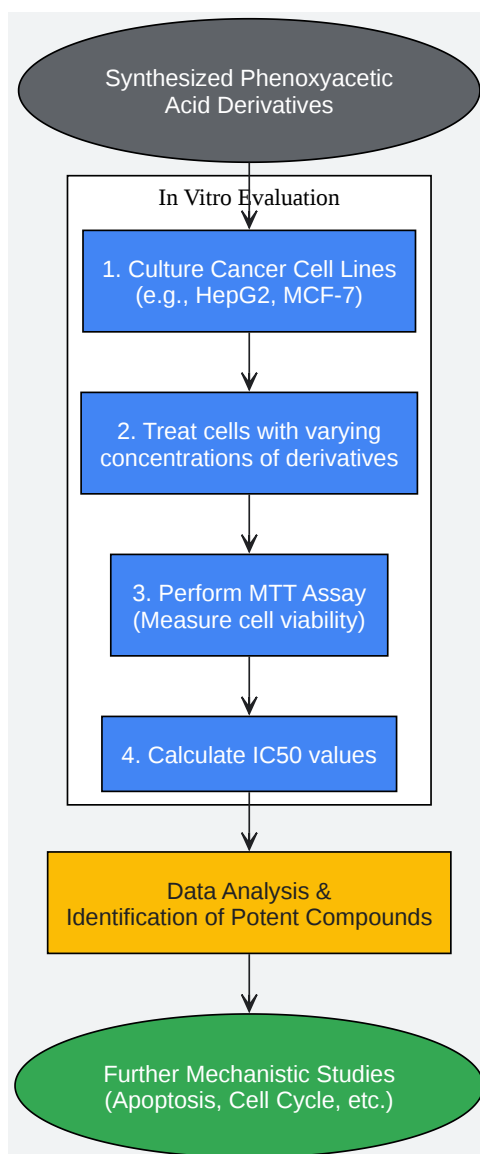 Synthesized Phenoxyacetic
Acid Derivatives
In Vitro Evaluation
1. Culture Cancer Cell Lines
(e.g., HepG2, MCF-7)
2. Treat cells with varying
concentrations of derivatives
3. Perform MTT Assay
(Measure cell viability)
4. Calculate IC50 values
Data Analysis &
Identification of Potent Compounds
Further Mechanistic Studies
(Apoptosis, Cell Cycle, etc.)